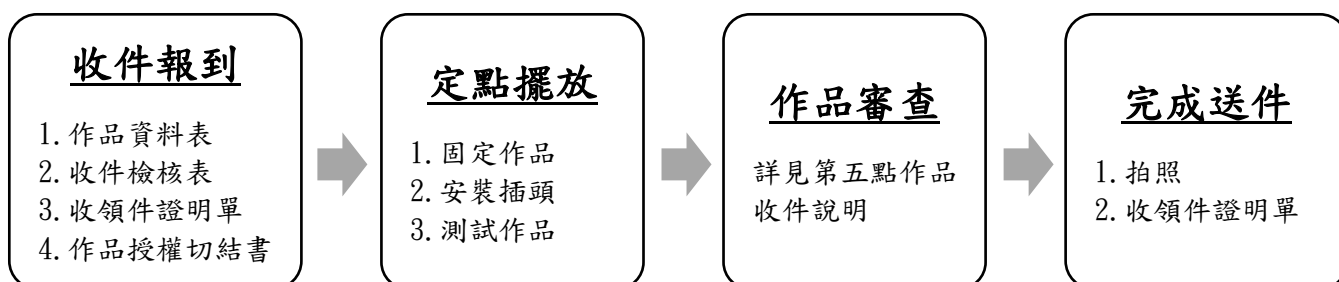 收件報到
1.作品資料表
2.收件檢核表
3.收領件證明單
4.作品授權切結書
定點擺放
1.固定作品
2.安裝插頭
3.測試作品
作品審查
詳見第五點作品
收件說明
完成送件
1.拍照
2.收領件證明單